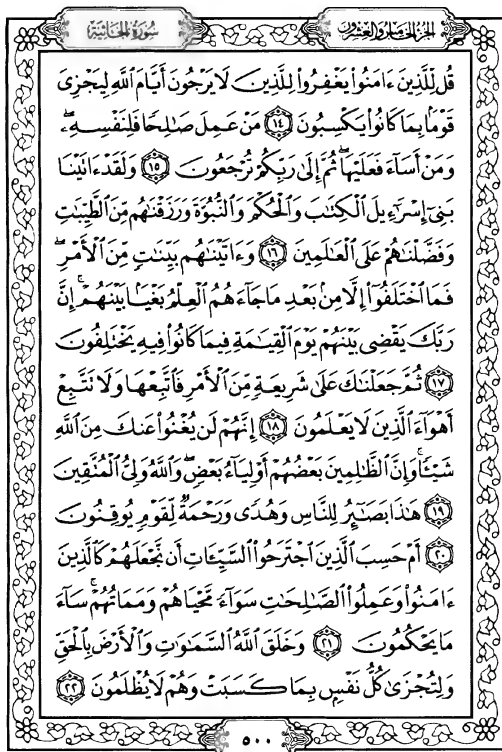 الجزء الخامس والعشرون
سورة الجاثية
قُل لِّلَّذِينَ ءَامَنُوا۟ يَغْفِرُوا۟ لِلَّذِينَ لَا يَرْجُونَ أَيَّامَ ٱللَّهِ لِيَجْزِىَ
قَوْمًۢا بِمَا كَانُوا۟ يَكْسِبُونَ ١٤ مَنْ عَمِلَ صَـٰلِحًا فَلِنَفْسِهِۦ ۖ
وَمَنْ أَسَآءَ فَعَلَيْهَا ۖ ثُمَّ إِلَىٰ رَبِّكُمْ تُرْجَعُونَ ١٥ وَلَقَدْ ءَاتَيْنَا
بَنِىٓ إِسْرَٰٓءِيلَ ٱلْكِتَـٰبَ وَٱلْحُكْمَ وَٱلنُّبُوَّةَ وَرَزَقْنَـٰهُم مِّنَ ٱلطَّيِّبَـٰتِ
وَفَضَّلْنَـٰهُمْ عَلَى ٱلْعَـٰلَمِينَ ١٦ وَءَاتَيْنَـٰهُم بَيِّنَـٰتٍ مِّنَ ٱلْأَمْرِ ۖ
فَمَا ٱخْتَلَفُوٓا۟ إِلَّا مِنۢ بَعْدِ مَا جَآءَهُمُ ٱلْعِلْمُ بَغْيًۢا بَيْنَهُمْ ۚ إِنَّ
رَبَّكَ يَقْضِى بَيْنَهُمْ يَوْمَ ٱلْقِيَـٰمَةِ فِيمَا كَانُوا۟ فِيهِ يَخْتَلِفُونَ
١٧ ثُمَّ جَعَلْنَـٰكَ عَلَىٰ شَرِيعَةٍ مِّنَ ٱلْأَمْرِ فَٱتَّبِعْهَا وَلَا تَتَّبِعْ
أَهْوَآءَ ٱلَّذِينَ لَا يَعْلَمُونَ ١٨ إِنَّهُمْ لَن يُغْنُوا۟ عَنكَ مِنَ ٱللَّهِ
شَيْـًٔا ۚ وَإِنَّ ٱلظَّـٰلِمِينَ بَعْضُهُمْ أَوْلِيَآءُ بَعْضٍ ۖ وَٱللَّهُ وَلِىُّ ٱلْمُتَّقِينَ
١٩ هَـٰذَا بَصَـٰٓئِرُ لِلنَّاسِ وَهُدًى وَرَحْمَةٌ لِّقَوْمٍ يُوقِنُونَ
٢٠ أَمْ حَسِبَ ٱلَّذِينَ ٱجْتَرَحُوا۟ ٱلسَّيِّـَٔاتِ أَن نَّجْعَلَهُمْ كَٱلَّذِينَ
ءَامَنُوا۟ وَعَمِلُوا۟ ٱلصَّـٰلِحَـٰتِ سَوَآءً مَّحْيَاهُمْ وَمَمَاتُهُمْ ۚ سَآءَ
مَا يَحْكُمُونَ ٢١ وَخَلَقَ ٱللَّهُ ٱلسَّمَـٰوَٰتِ وَٱلْأَرْضَ بِٱلْحَقِّ
وَلِتُجْزَىٰ كُلُّ نَفْسٍۭ بِمَا كَسَبَتْ وَهُمْ لَا يُظْلَمُونَ ٢٢
٥٠٠